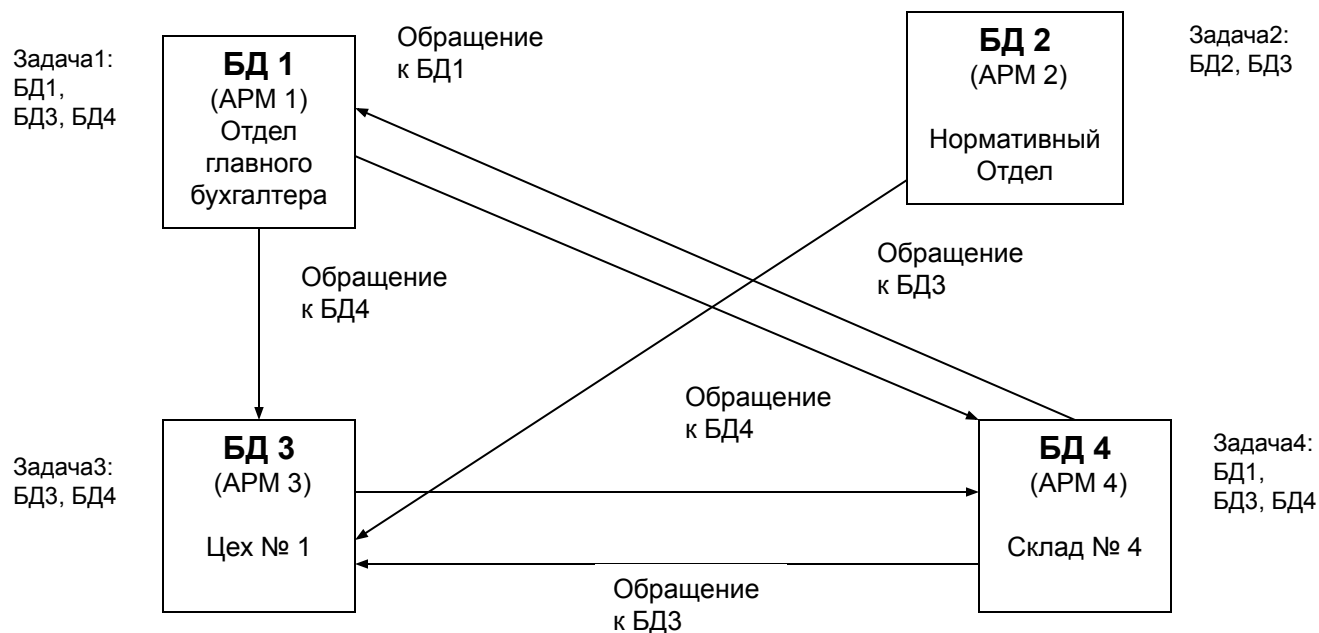 Задача1:
БД1,
БД3, БД4
БД 1
(АРМ 1)
Отдел
главного
бухгалтера
Обращение
к БД1
БД 2
(АРМ 2)
Нормативный
Отдел
Задача2:
БД2, БД3
Обращение
к БД4
Обращение
к БД3
Обращение
к БД4
Задача3:
БД3, БД4
БД 3
(АРМ 3)
Цех № 1
БД 4
(АРМ 4)
Склад № 4
Задача4:
БД1,
БД3, БД4
Обращение
к БД3